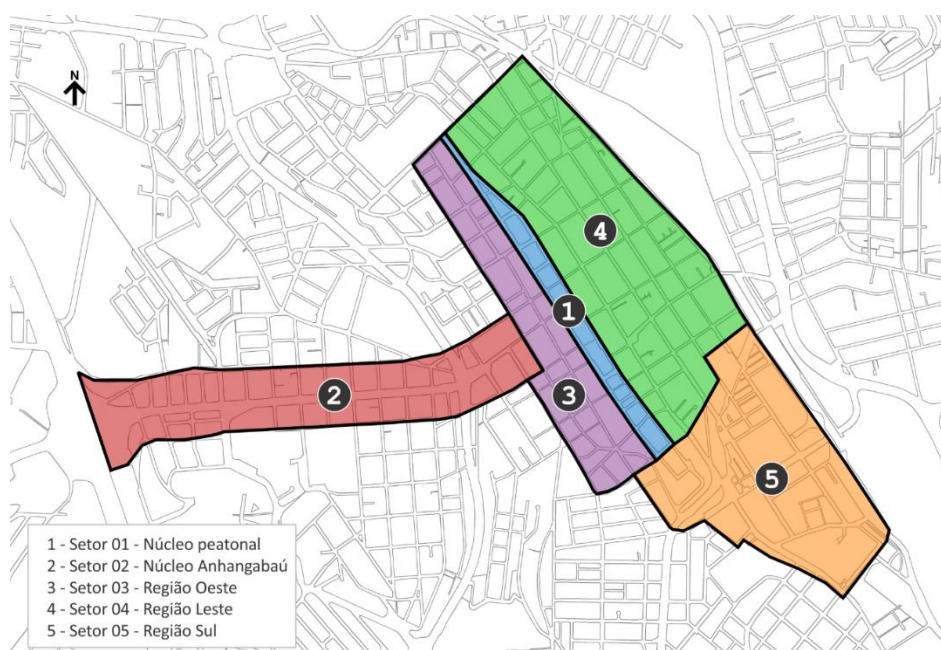 N
4
1
2
3
5
1 - Setor 01 - Núcleo peatonal
2 - Setor 02 - Núcleo Anhangabaú
3 - Setor 03 - Região Oeste
4 - Setor 04 - Região Leste
5 - Setor 05 - Região Sul